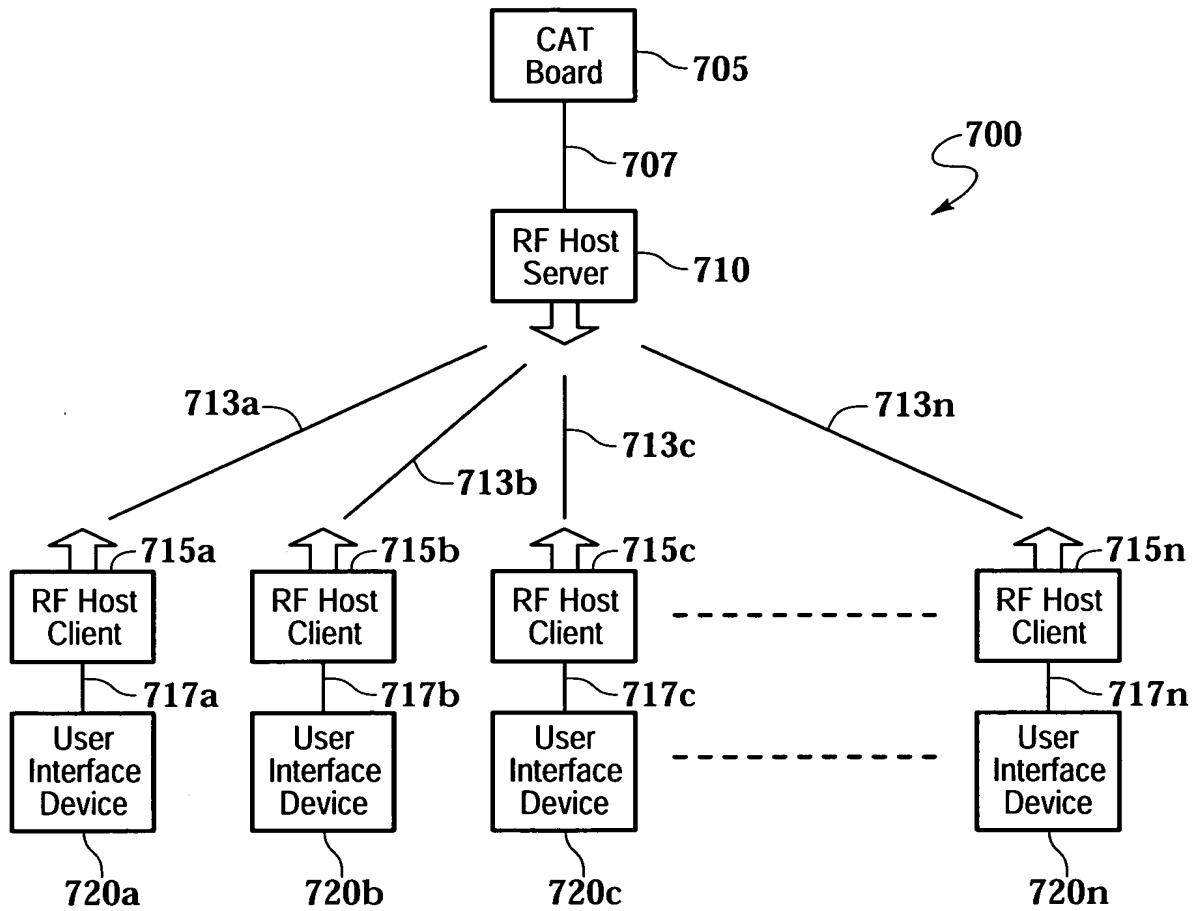 CAT
Board
705
707
700
RF Host
Server
710
713a
713b
713c
713n
715a
715b
715c
715n
RF Host
Client
RF Host
Client
RF Host
Client
RF Host
Client
717a
717b
717c
717n
User
Interface
Device
User
Interface
Device
User
Interface
Device
User
Interface
Device
720a
720b
720c
720n